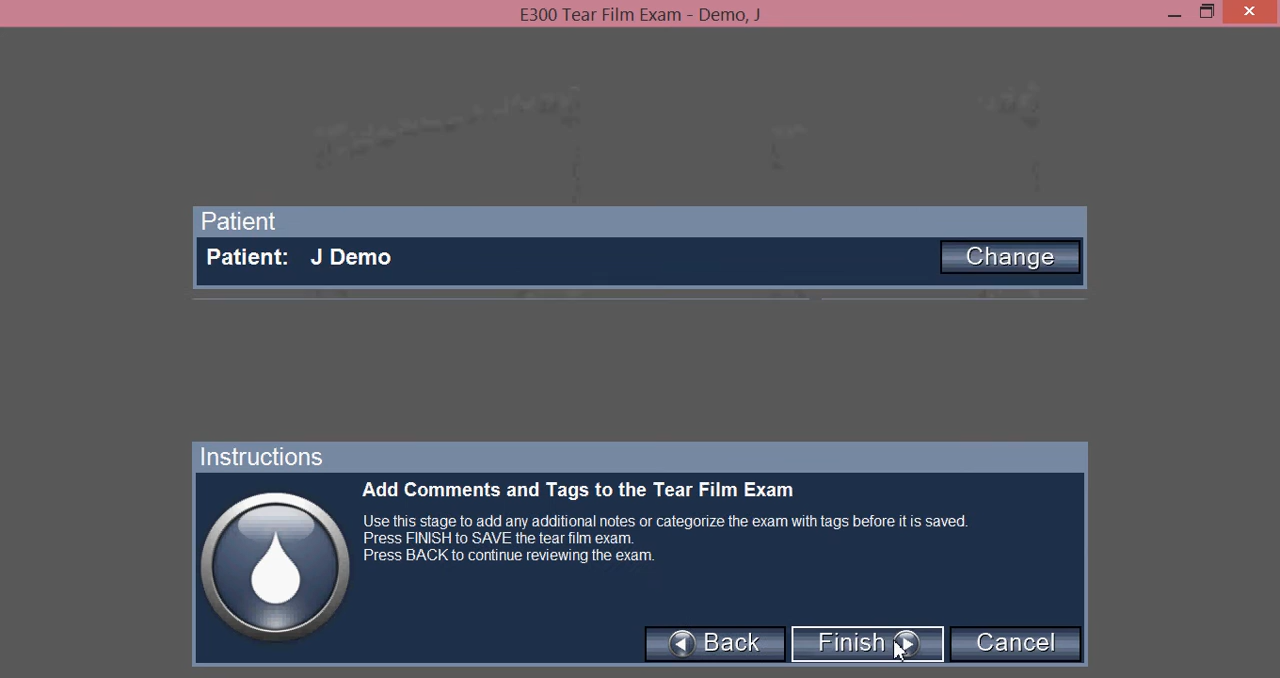 E300 Tear Film Exam - Demo, J
Patient
Patient: J Demo
Change
Instructions
Add Comments and Tags to the Tear Film Exam
Use this stage to add any additional notes or categorize the exam with tags before it is saved.
Press FINISH to SAVE the tear film exam.
Press BACK to continue reviewing the exam.
Back Finish Cancel